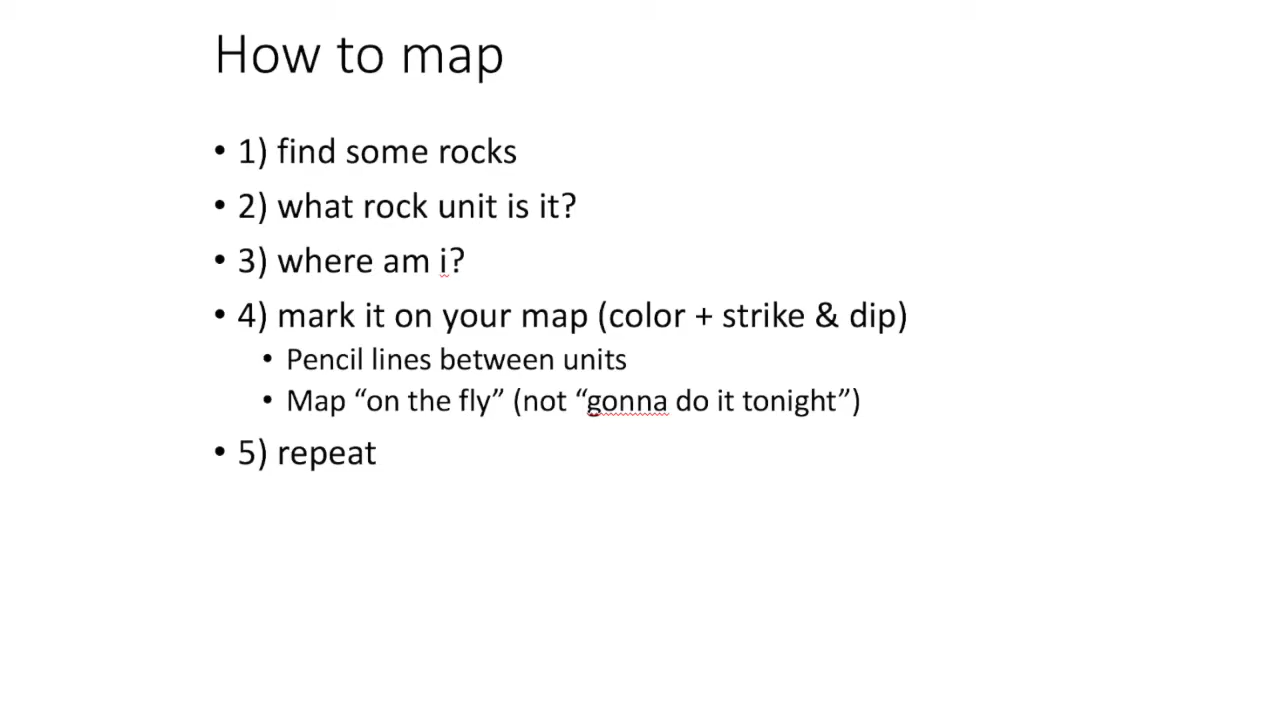 How to map
• 1) find some rocks
• 2) what rock unit is it?
• 3) where am i?
• 4) mark it on your map (color + strike & dip)
• Pencil lines between units
• Map “on the fly” (not “gonna do it tonight”)
• 5) repeat